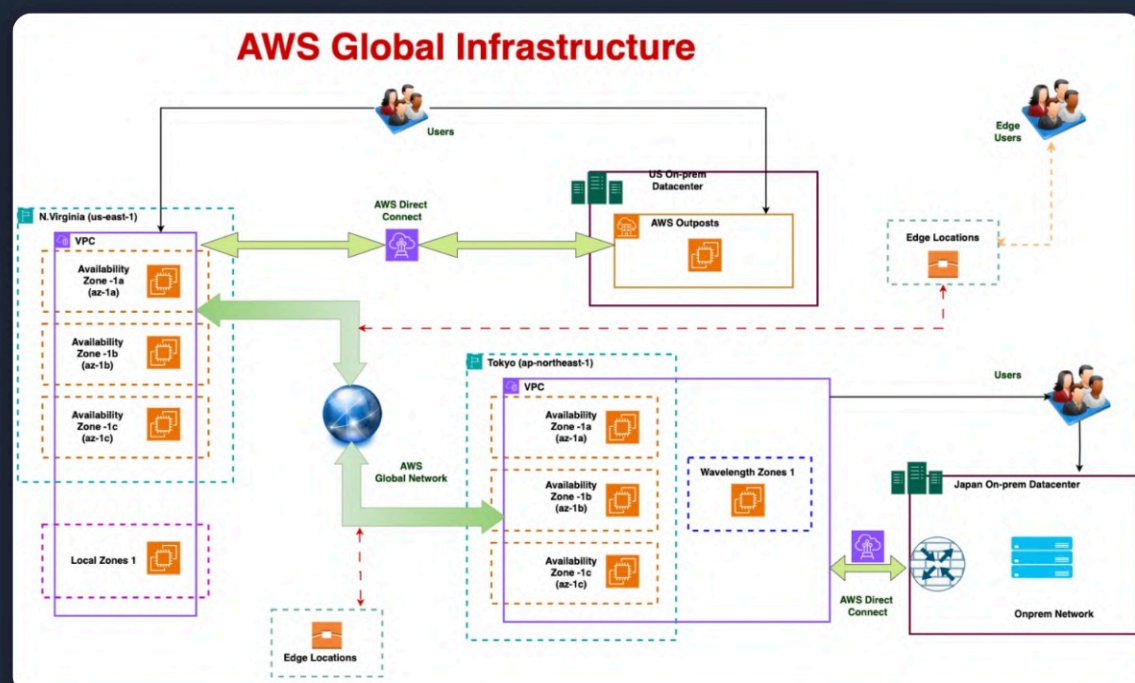 AWS Global Infrastructure
Users
Edge
Users
US On-prem
Datacenter
N.Virginia (us-east-1)
AWS Direct
Connect
AWS Outposts
Edge Locations
VPC
Availability
Zone -1a
(az-1a)
Availability
Zone -1b
(az-1b)
Availability
Zone -1c
(az-1c)
Local Zones 1
AWS
Global Network
Edge Locations
Tokyo (ap-northeast-1)
VPC
Availability
Zone -1a
(az-1a)
Availability
Zone -1b
(az-1b)
Availability
Zone -1c
(az-1c)
Wavelength Zones 1
Users
Japan On-prem Datacenter
AWS Direct
Connect
Onprem Network